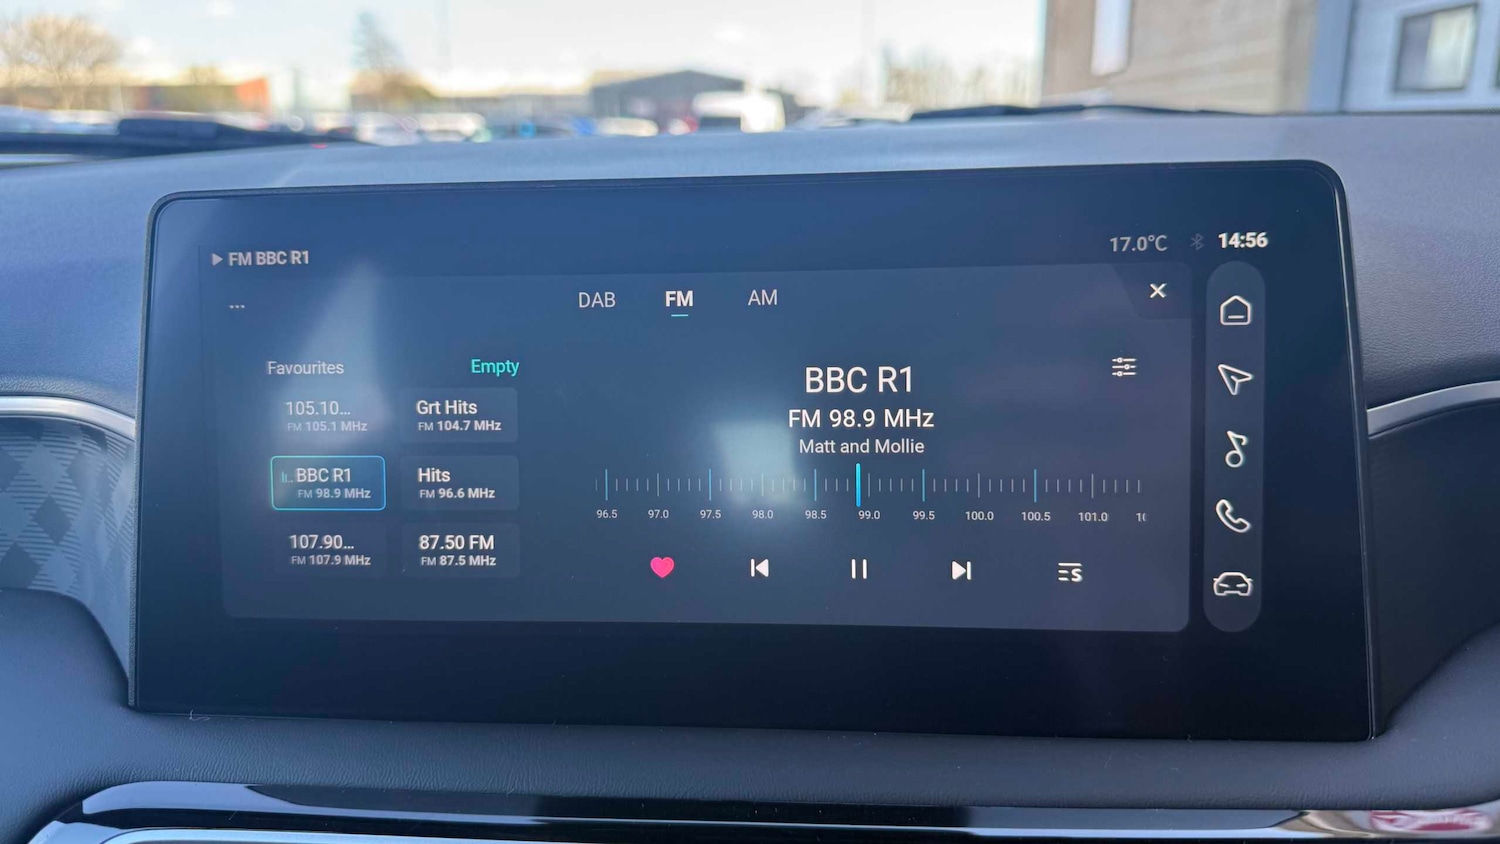 FM BBC R1
17.0°C
14:56
...
DAB
FM
AM
Favourites
Empty
105.10...
FM 105.1 MHz
Grt Hits
FM 104.7 MHz
BBC R1
FM 98.9 MHz
Hits
FM 96.6 MHz
107.90...
FM 107.9 MHz
87.50 FM
FM 87.5 MHz
BBC R1
FM 98.9 MHz
Matt and Mollie
96.5 97.0 97.5 98.0 98.5 99.0 99.5 100.0 100.5 101.0